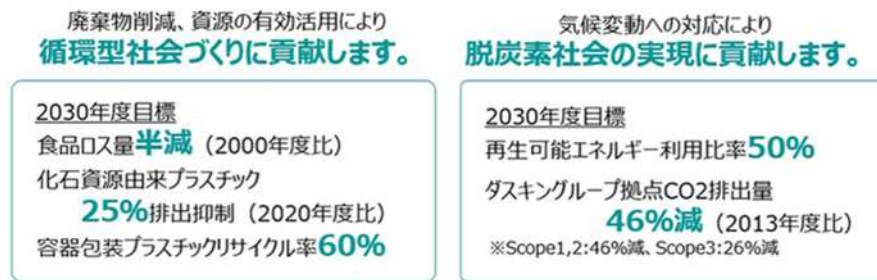 廃棄物削減、資源の有効活用により
循環型社会づくりに貢献します。
2030年度目標
食品ロス量半減（2000年度比）
化石資源由来プラスチック
25%排出抑制（2020年度比）
容器包装プラスチックリサイクル率60%
気候変動への対応により
脱炭素社会の実現に貢献します。
2030年度目標
再生可能エネルギー利用比率50%
ダスキングループ拠点CO2排出量
46%減（2013年度比）
※Scope1,2:46%減、Scope3:26%減